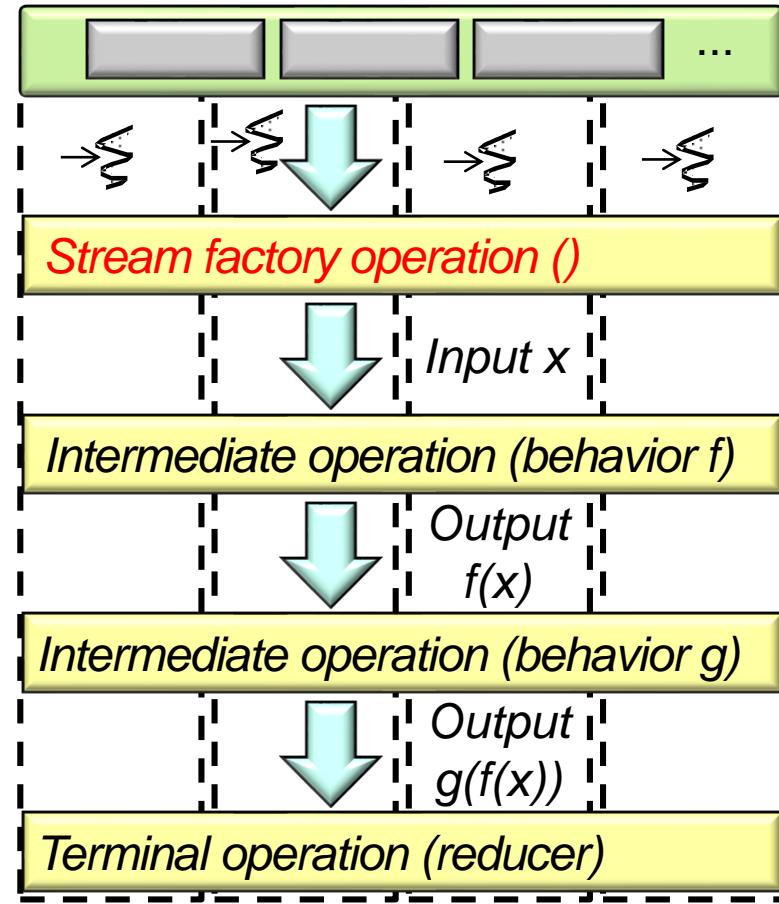 ...
Stream factory operation ()
Input x
Intermediate operation (behavior f)
Output
f(x)
Intermediate operation (behavior g)
Output
g(f(x))
Terminal operation (reducer)